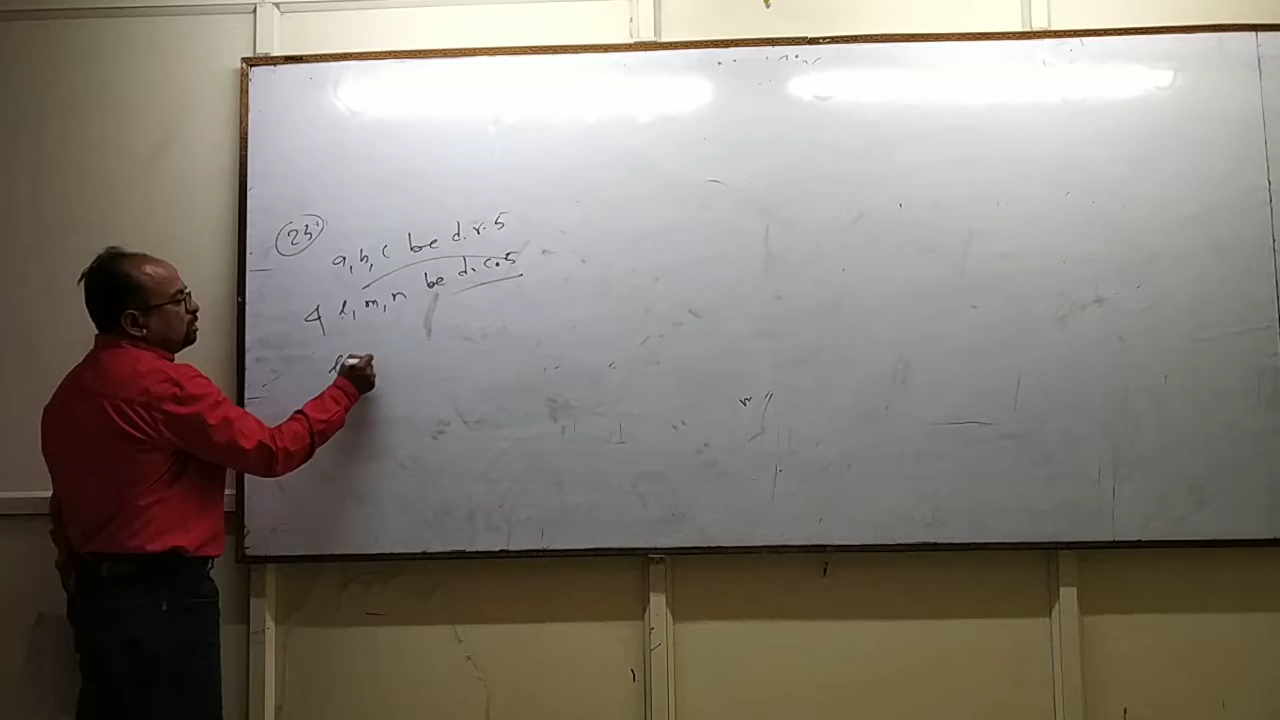 23
a, b, c be d.r.s
& l, m, n be d.c.s
l